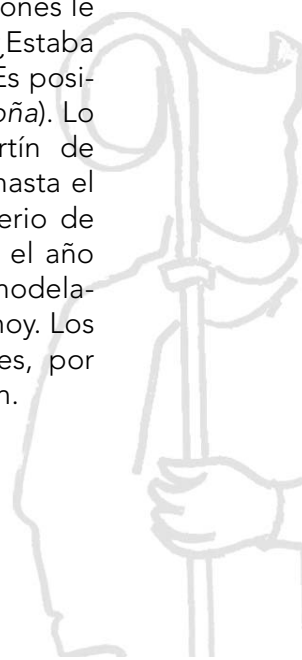 ones le
¿Estaba
Es posi-
oña). Lo
rtín de
hasta el
erio de
el año
modela-
hoy. Los
es, por
n.